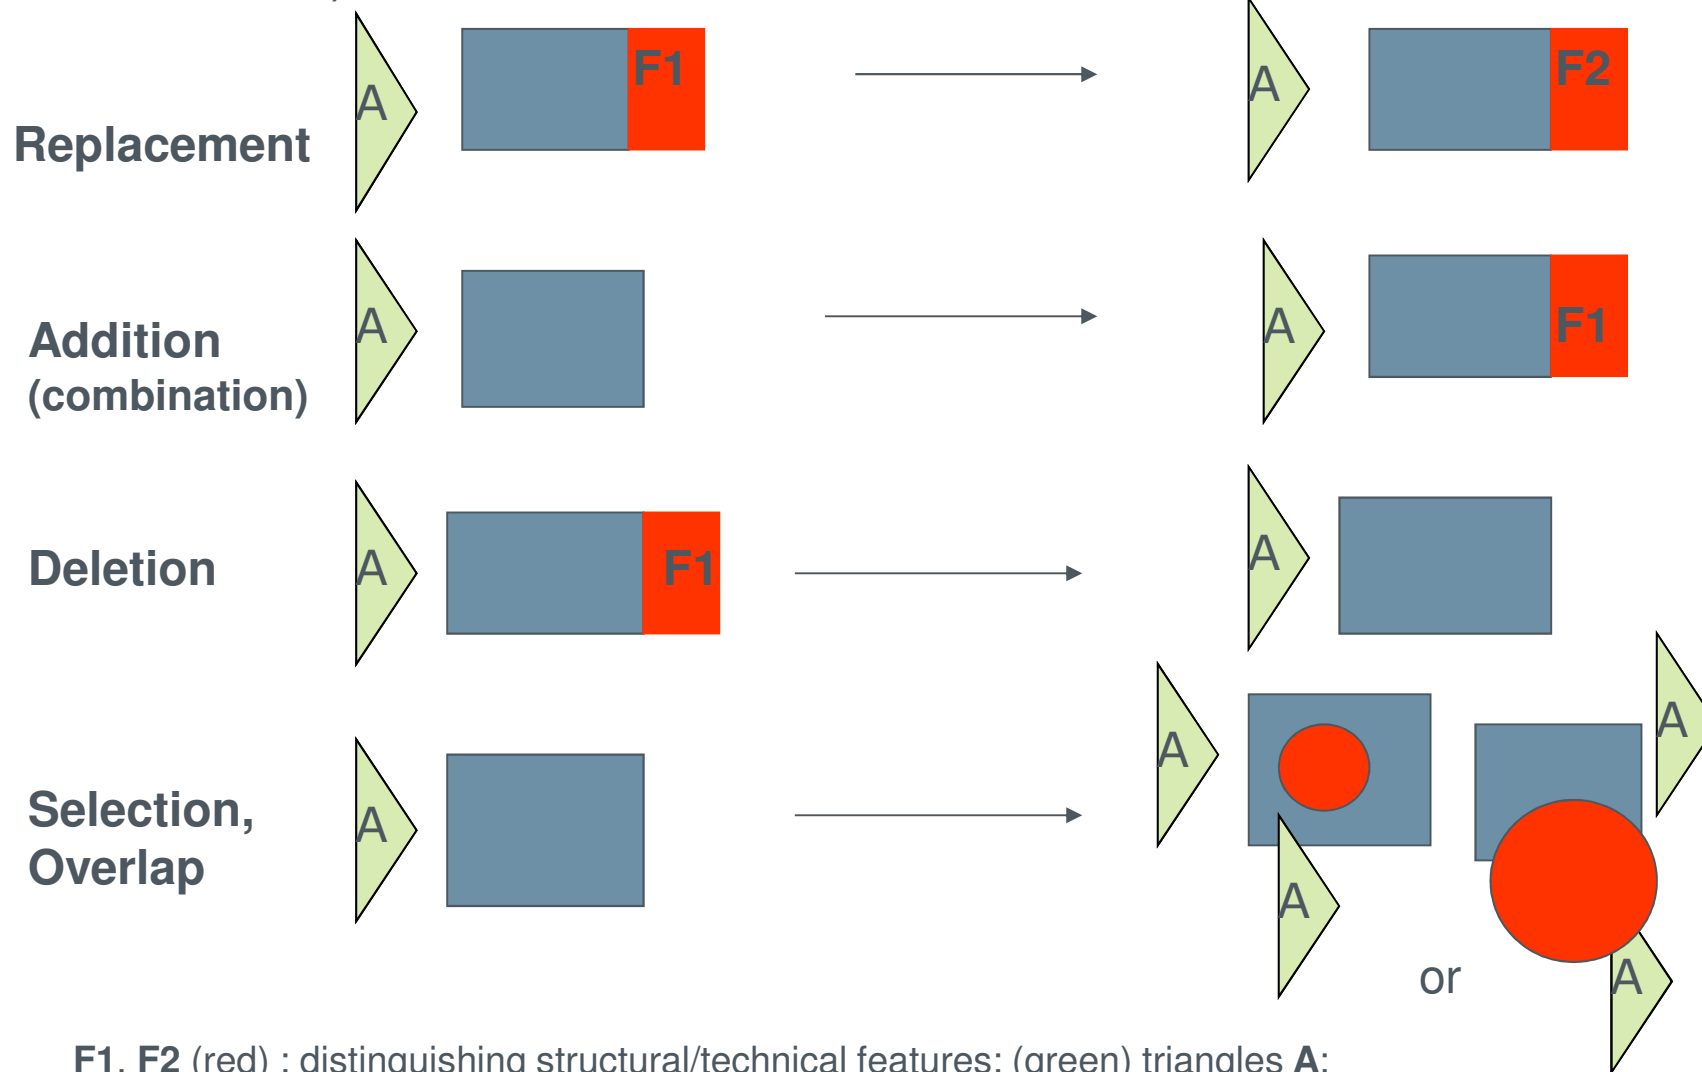 A F1 A F2
Replacement
A A F1
Addition
(combination)
A F1 A
Deletion
A A A
Selection,
Overlap
A A
or
F1, F2 (red) : distinguishing structural/technical features; (green) triangles A: